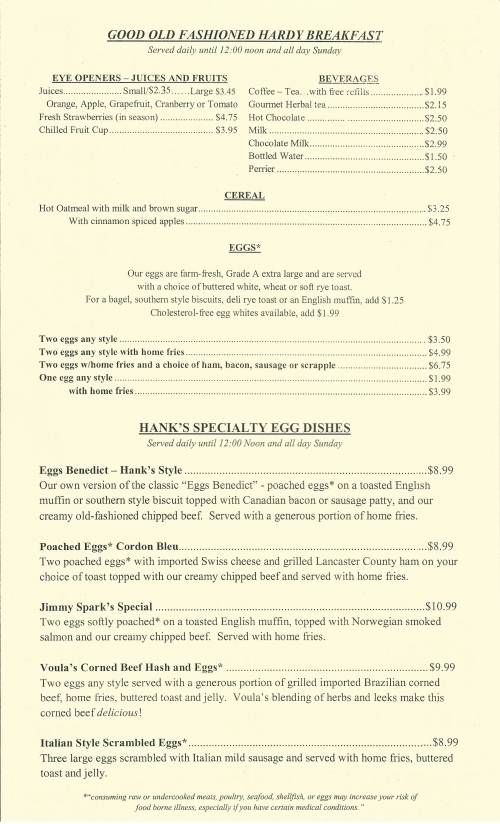 GOOD OLD FASHIONED HARDY BREAKFAST
Served daily until 12:00 noon and all day Sunday
EYE OPENERS – JUICES AND FRUITS
Juices......................Small/$2.35......Large $3.45
Orange, Apple, Grapefruit, Cranberry or Tomato
Fresh Strawberries (in season) .................... $4.75
Chilled Fruit Cup....................................... $3.95
BEVERAGES
Coffee – Tea...with free refills..................... $1.99
Gourmet Herbal tea ..................................... $2.15
Hot Chocolate ............................................. $2.50
Milk ............................................................. $2.50
Chocolate Milk............................................. $2.99
Bottled Water............................................... $1.50
Perrier .......................................................... $2.50
CEREAL
Hot Oatmeal with milk and brown sugar.................................................................. $3.25
With cinnamon spiced apples.......................................................................... $4.75
EGGS*
Our eggs are farm-fresh, Grade A extra large and are served
with a choice of buttered white, wheat or soft rye toast.
For a bagel, southern style biscuits, deli rye toast or an English muffin, add $1.25
Cholesterol-free egg whites available, add $1.99
Two eggs any style ................................................................................ $3.50
Two eggs any style with home fries........................................................ $4.99
Two eggs w/home fries and a choice of ham, bacon, sausage or scrapple ........................... $6.75
One egg any style .................................................................................. $1.99
with home fries................................................................................ $3.99
HANK'S SPECIALTY EGG DISHES
Served daily until 12:00 Noon and all day Sunday
Eggs Benedict – Hank's Style.................................................................$8.99
Our own version of the classic “Eggs Benedict” - poached eggs* on a toasted English
muffin or southern style biscuit topped with Canadian bacon or sausage patty, and our
creamy old-fashioned chipped beef. Served with a generous portion of home fries.
Poached Eggs* Cordon Bleu..................................................................$8.99
Two poached eggs* with imported Swiss cheese and grilled Lancaster County ham on your
choice of toast topped with our creamy chipped beef and served with home fries.
Jimmy Spark's Special .........................................................................$10.99
Two eggs softly poached* on a toasted English muffin, topped with Norwegian smoked
salmon and our creamy chipped beef. Served with home fries.
Voula's Corned Beef Hash and Eggs* ......................................................$9.99
Two eggs any style served with a generous portion of grilled imported Brazilian corned
beef, home fries, buttered toast and jelly. Voula's blending of herbs and leeks make this
corned beef delicious!
Italian Style Scrambled Eggs*................................................................$8.99
Three large eggs scrambled with Italian mild sausage and served with home fries, buttered
toast and jelly.
*“consuming raw or undercooked meats, poultry, seafood, shellfish, or eggs may increase your risk of
food borne illness, especially if you have certain medical conditions.”